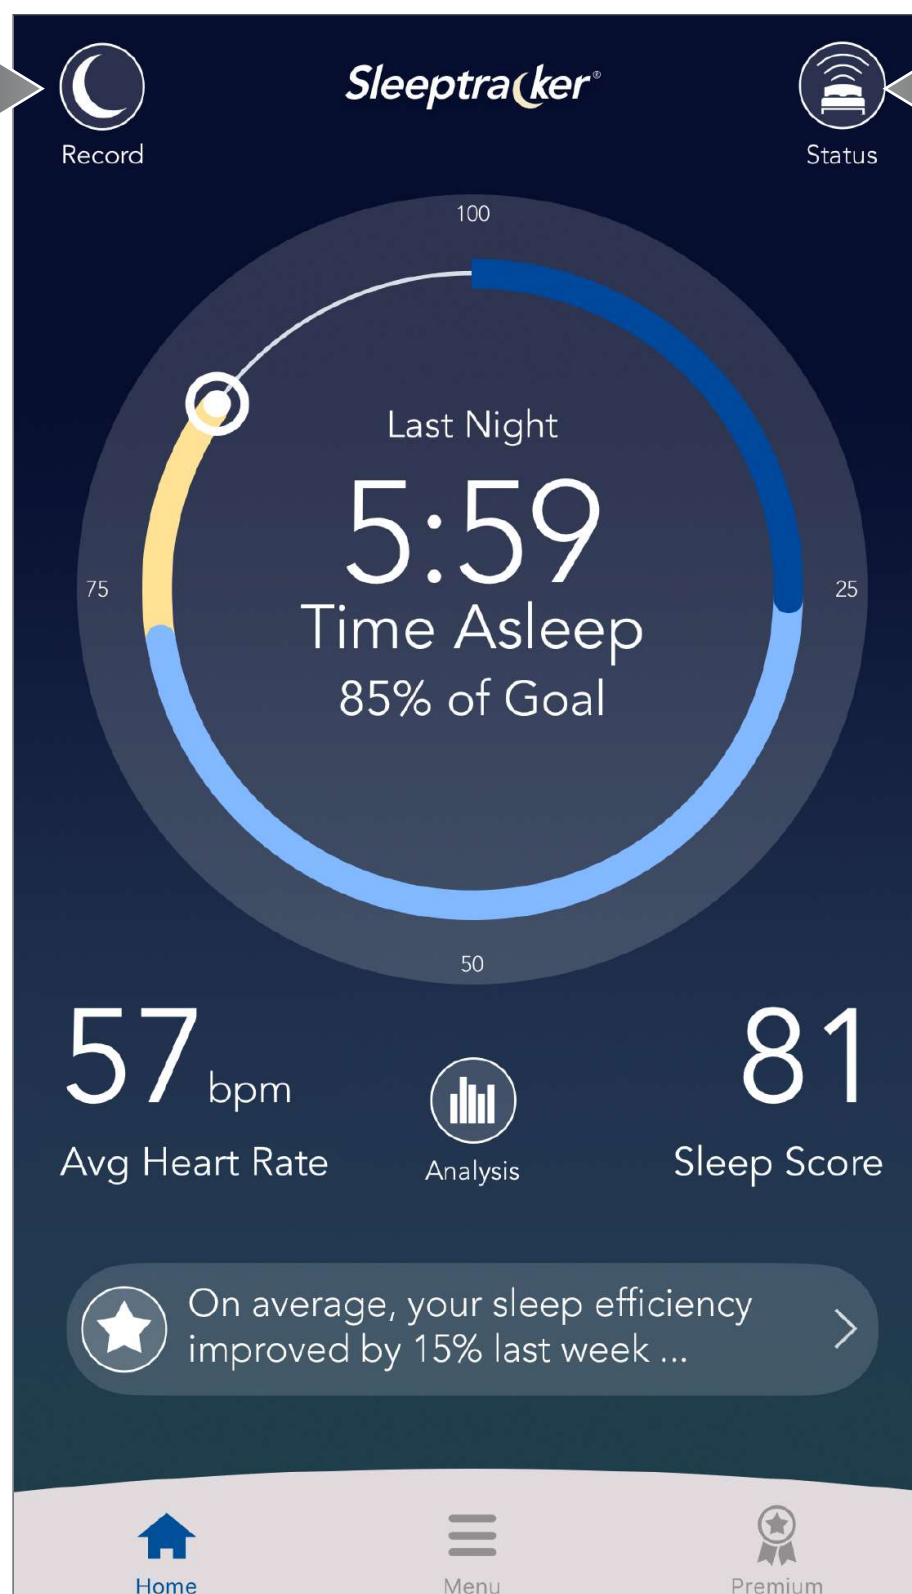 Sleeptracker®
Record
Status
100
75
25
50
Last Night
5:59
Time Asleep
85% of Goal
57 bpm
Avg Heart Rate
Analysis
81
Sleep Score
On average, your sleep efficiency
improved by 15% last week ...
Home
Menu
Premium